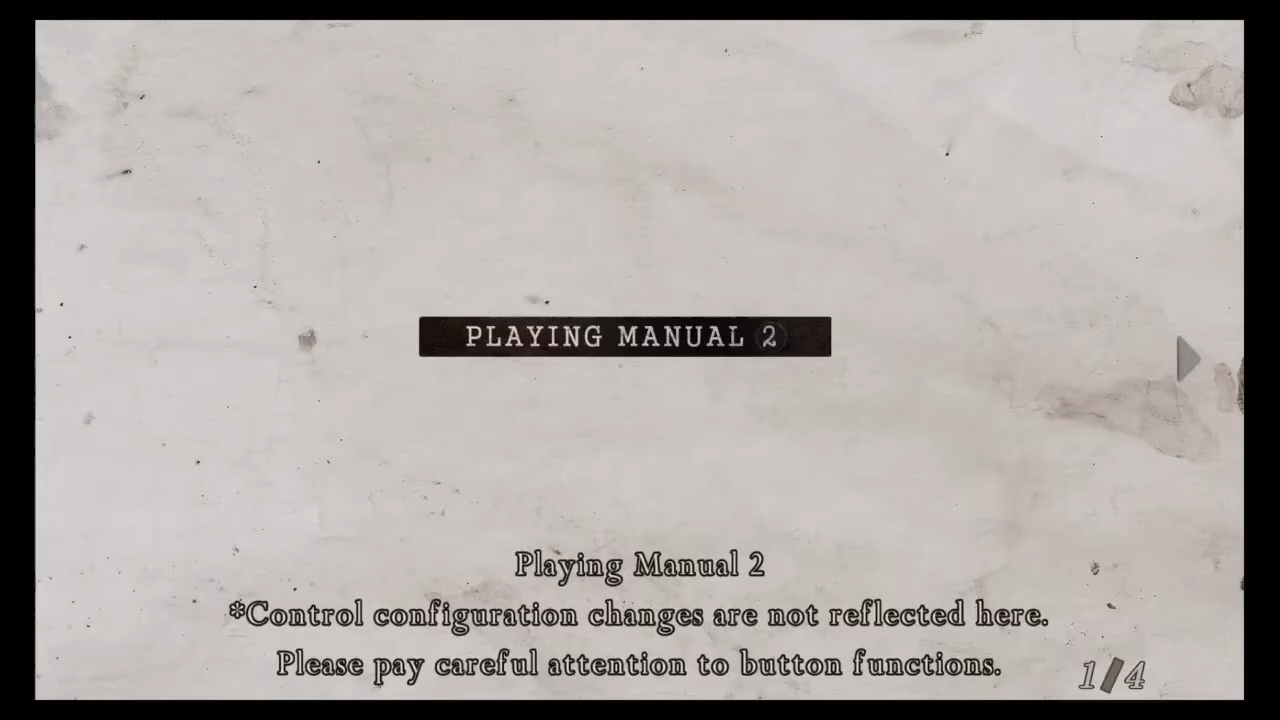 PLAYING MANUAL 2
Playing Manual 2
*Control configuration changes are not reflected here.
Please pay careful attention to button functions.
1/4